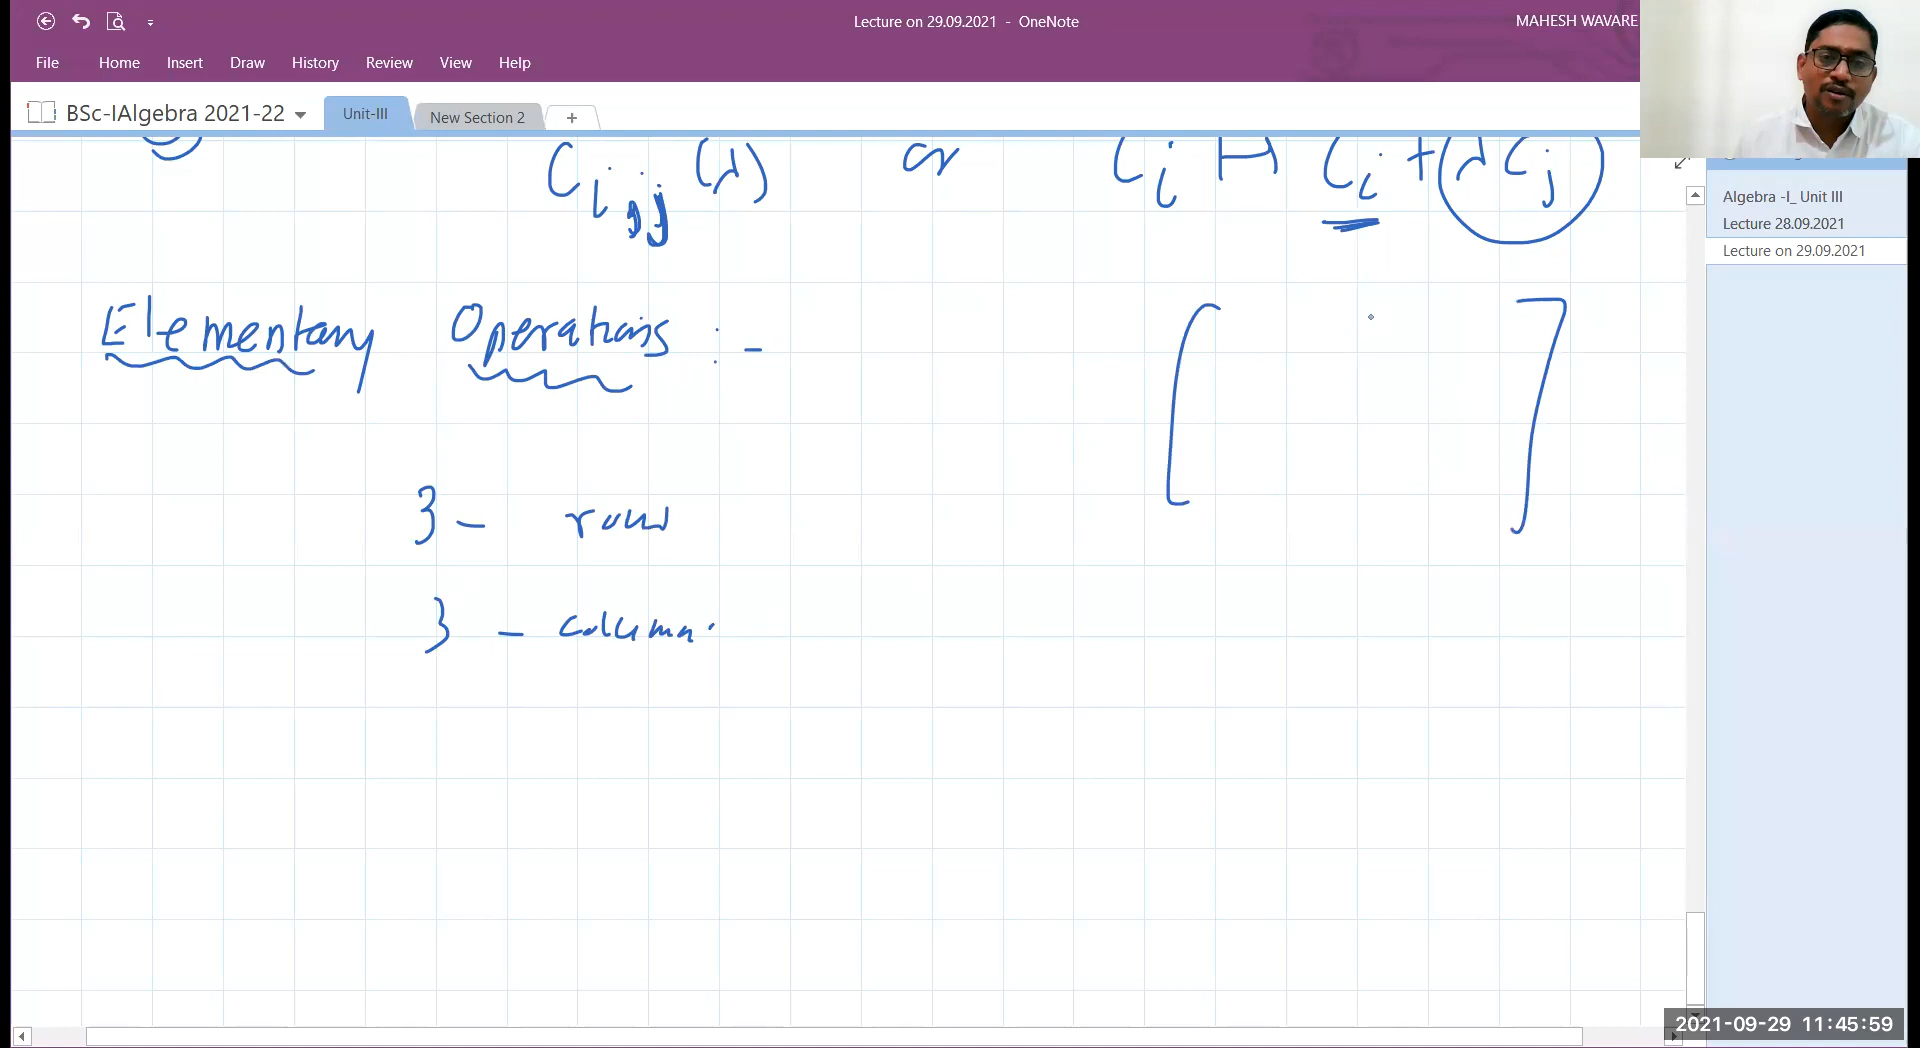 Lecture on 29.09.2021 - OneNote
MAHESH WAVARE
File Home Insert Draw History Review View Help
BSc-IAlgebra 2021-22
Unit-III
New Section 2
+
C i,j (λ) or Ci ↦ Ci + λCj
Algebra -I_ Unit III
Lecture 28.09.2021
Lecture on 29.09.2021
Elementary Operations :-
3 - row
3 - column.
2021-09-29 11:45:59